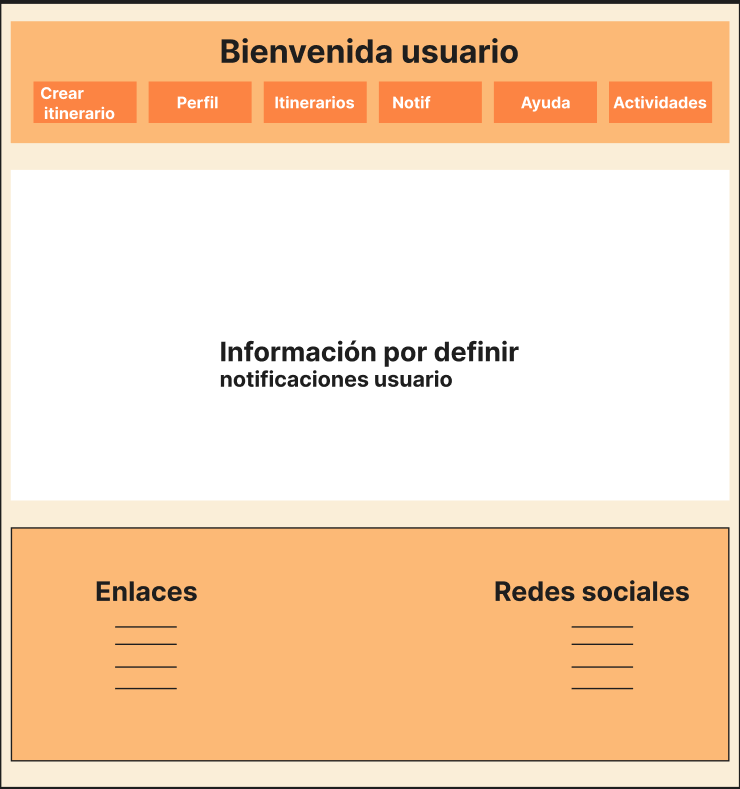 Bienvenida usuario
Crear
itinerario
Perfil
Itinerarios
Notif
Ayuda
Actividades
Información por definir
notificaciones usuario
Enlaces
Redes sociales